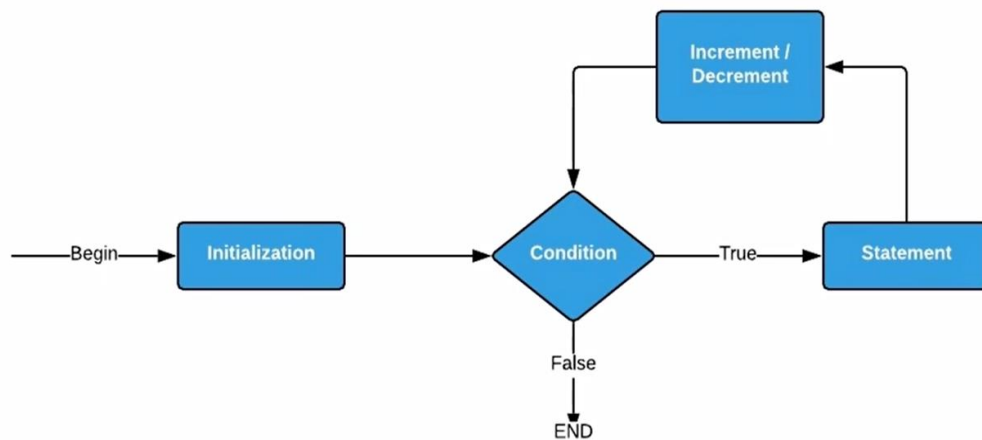 Increment /
Decrement
Begin
Initialization
Condition
True
Statement
False
END